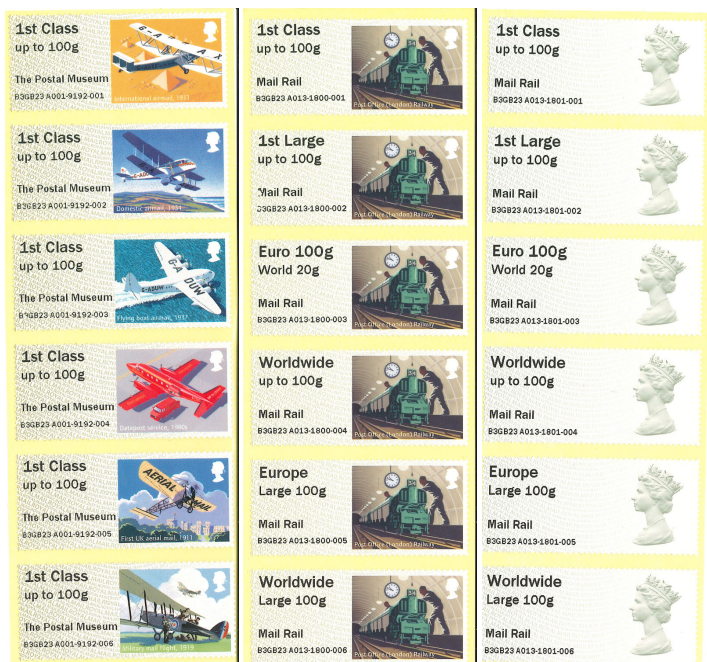 1st Class
up to 100g
The Postal Museum
B3GB23 A001-9192-001
G-A AX
International airmail, 1933
1st Class
up to 100g
The Postal Museum
B3GB23 A001-9192-002
Domestic airmail, 1934
1st Class
up to 100g
The Postal Museum
B3GB23 A001-9192-003
G-A DUW
G-ADUW
Flying boat airmail, 1937
1st Class
up to 100g
The Postal Museum
B3GB23 A001-9192-004
Datapost service, 1980s
1st Class
up to 100g
The Postal Museum
B3GB23 A001-9192-005
AERIAL MAIL
First UK aerial mail, 1911
1st Class
up to 100g
The Postal Museum
B3GB23 A001-9192-006
Military mail flight, 1919
1st Class
up to 100g
Mail Rail
B3GB23 A013-1800-001
Post Office (London) Railway
1st Large
up to 100g
Mail Rail
B3GB23 A013-1800-002
Post Office (London) Railway
Euro 100g
World 20g
Mail Rail
B3GB23 A013-1800-003
Post Office (London) Railway
Worldwide
up to 100g
Mail Rail
B3GB23 A013-1800-004
Post Office (London) Railway
Europe
Large 100g
Mail Rail
B3GB23 A013-1800-005
Post Office (London) Railway
Worldwide
Large 100g
Mail Rail
B3GB23 A013-1800-006
Post Office (London) Railway
1st Class
up to 100g
Mail Rail
B3GB23 A013-1801-001
1st Large
up to 100g
Mail Rail
B3GB23 A013-1801-002
Euro 100g
World 20g
Mail Rail
B3GB23 A013-1801-003
Worldwide
up to 100g
Mail Rail
B3GB23 A013-1801-004
Europe
Large 100g
Mail Rail
B3GB23 A013-1801-005
Worldwide
Large 100g
Mail Rail
B3GB23 A013-1801-006